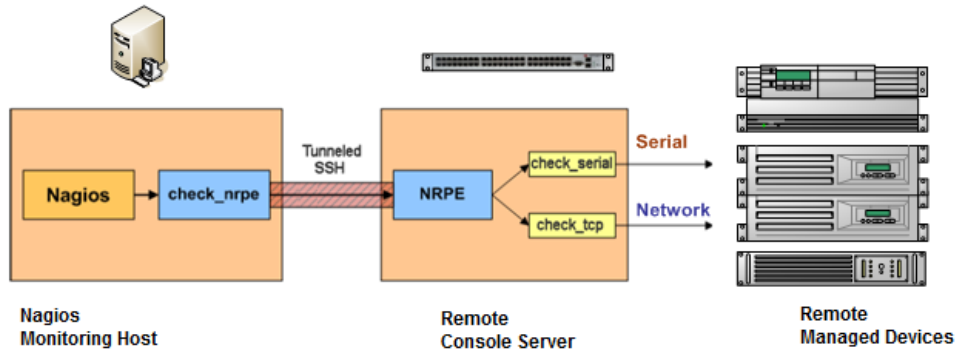 Nagios
check_nrpe
Tunneled
SSH
NRPE
check_serial
check_tcp
Serial
Network
Nagios
Monitoring Host
Remote
Console Server
Remote
Managed Devices